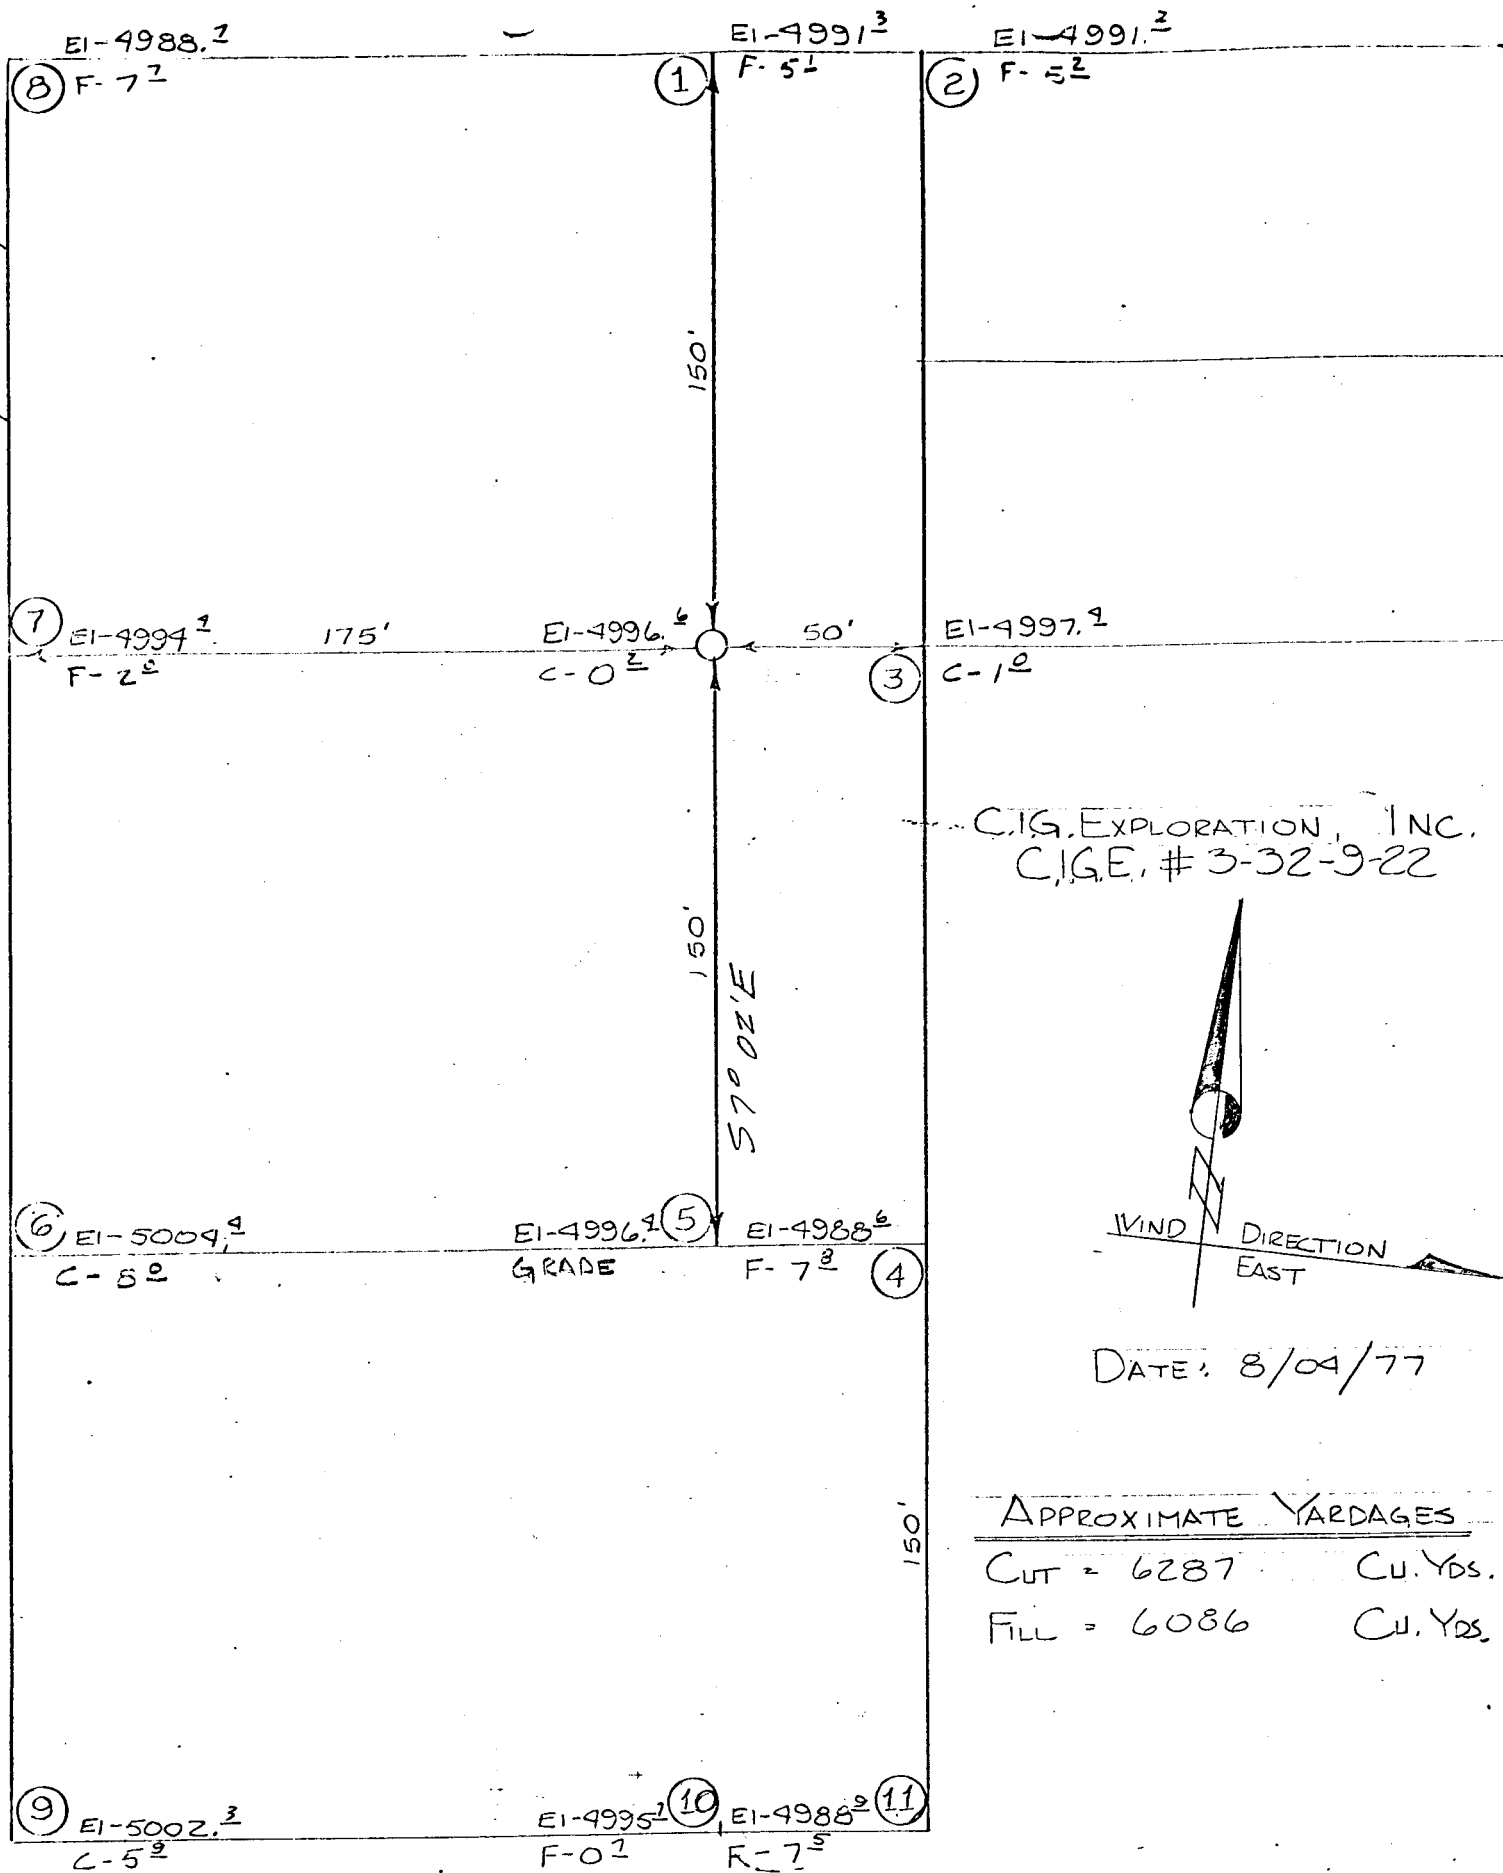 El-4988.7
El-4991.3
El-4991.2
8
F-7.7
1
F-5.1
2
F-5.2
150'
7
El-4994.4
175'
El-4996.6
50'
El-4997.4
F-2.0
C-0.2
3
C-1.0
C.I.G. EXPLORATION, INC.
C.I.G.E. # 3-32-9-22
150'
S7° 02'E
N
6
El-5004.4
El-4996.4
5
El-4988.6
C-8.0
GRADE
F-7.8
4
WIND DIRECTION
EAST
DATE: 8/04/77
150'
APPROXIMATE YARDAGES
CUT = 6287 CU. YDS.
FILL = 6086 CU. YDS.
9
El-5002.3
El-4995.7
10
El-4988.9
11
C-5.9
F-0.7
F-7.5